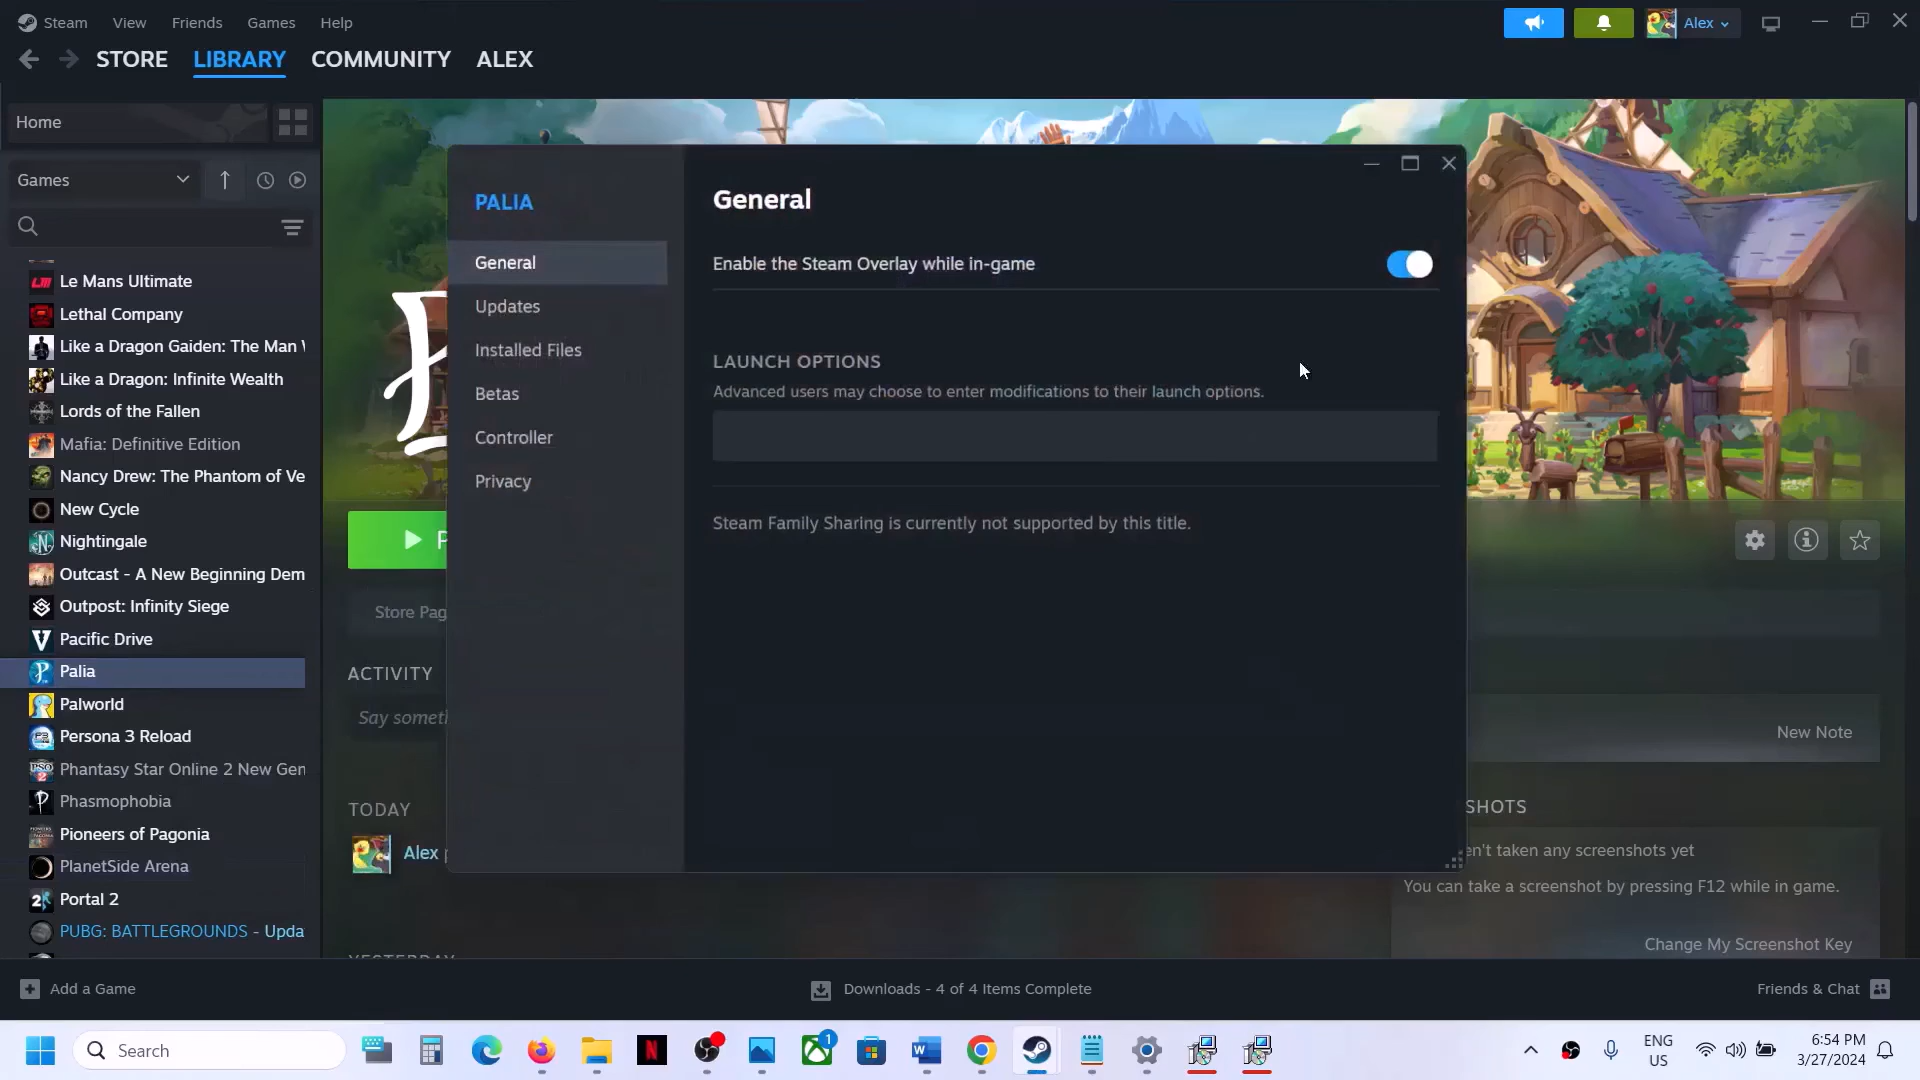 Steam View Friends Games Help
Alex
STORE LIBRARY COMMUNITY ALEX
Home
Games
Le Mans Ultimate
Lethal Company
Like a Dragon Gaiden: The Man
Like a Dragon: Infinite Wealth
Lords of the Fallen
Mafia: Definitive Edition
Nancy Drew: The Phantom of Ve
New Cycle
Nightingale
Outcast - A New Beginning Dem
Outpost: Infinity Siege
Pacific Drive
Palia
Palworld
Persona 3 Reload
Phantasy Star Online 2 New Gen
Phasmophobia
Pioneers of Pagonia
PlanetSide Arena
Portal 2
PUBG: BATTLEGROUNDS - Upda
PALIA
General
Updates
Installed Files
Betas
Controller
Privacy
General
Enable the Steam Overlay while in-game
LAUNCH OPTIONS
Advanced users may choose to enter modifications to their launch options.
Steam Family Sharing is currently not supported by this title.
Store Pag
ACTIVITY
Say someth
TODAY
Alex p
YESTERDAY
New Note
SHOTS
en't taken any screenshots yet
You can take a screenshot by pressing F12 while in game.
Change My Screenshot Key
Add a Game
Downloads - 4 of 4 Items Complete
Friends & Chat
Search
1
ENG
US
6:54 PM
3/27/2024